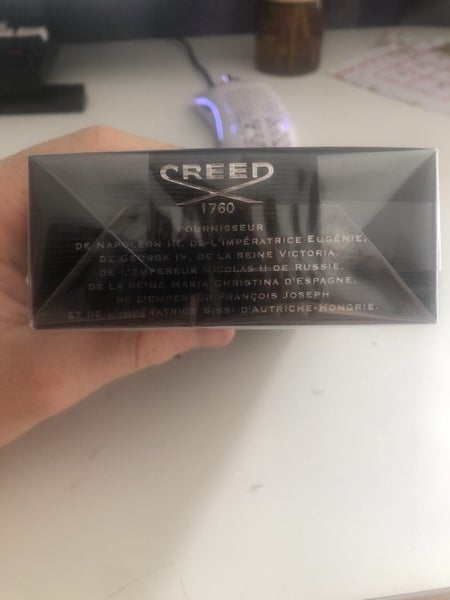 CREED
1760
FOURNISSEUR
DE NAPOLÉON III, DE L'IMPÉRATRICE EUGÉNIE,
DE GEORGE IV, DE LA REINE VICTORIA,
DE L'EMPEREUR NICOLAS II DE RUSSIE,
DE LA REINE MARIA CHRISTINA D'ESPAGNE,
DE L'EMPEREUR FRANÇOIS JOSEPH
ET DE L'IMPÉRATRICE SISSI D'AUTRICHE-HONGRIE.